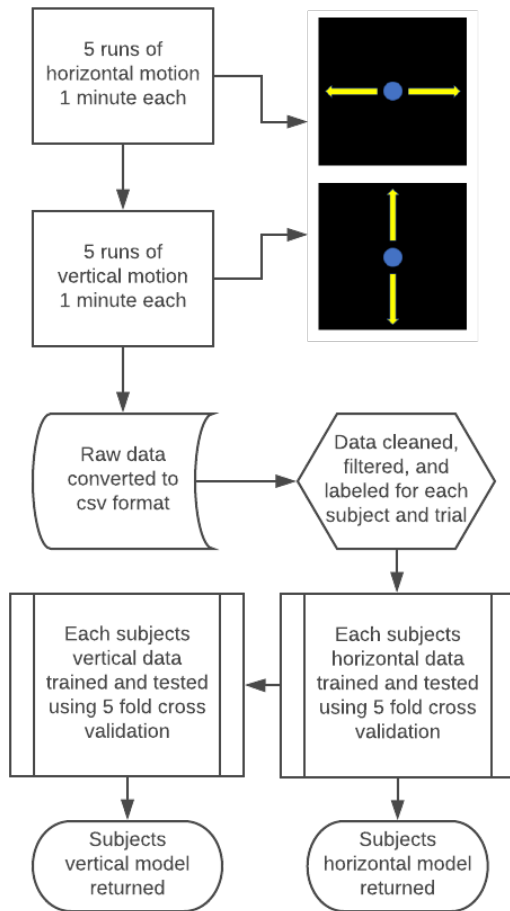 5 runs of
horizontal motion
1 minute each
5 runs of
vertical motion
1 minute each
Raw data
converted to
csv format
Data cleaned,
filtered, and
labeled for each
subject and trial
Each subjects
vertical data
trained and tested
using 5 fold cross
validation
Each subjects
horizontal data
trained and tested
using 5 fold cross
validation
Subjects
vertical model
returned
Subjects
horizontal model
returned